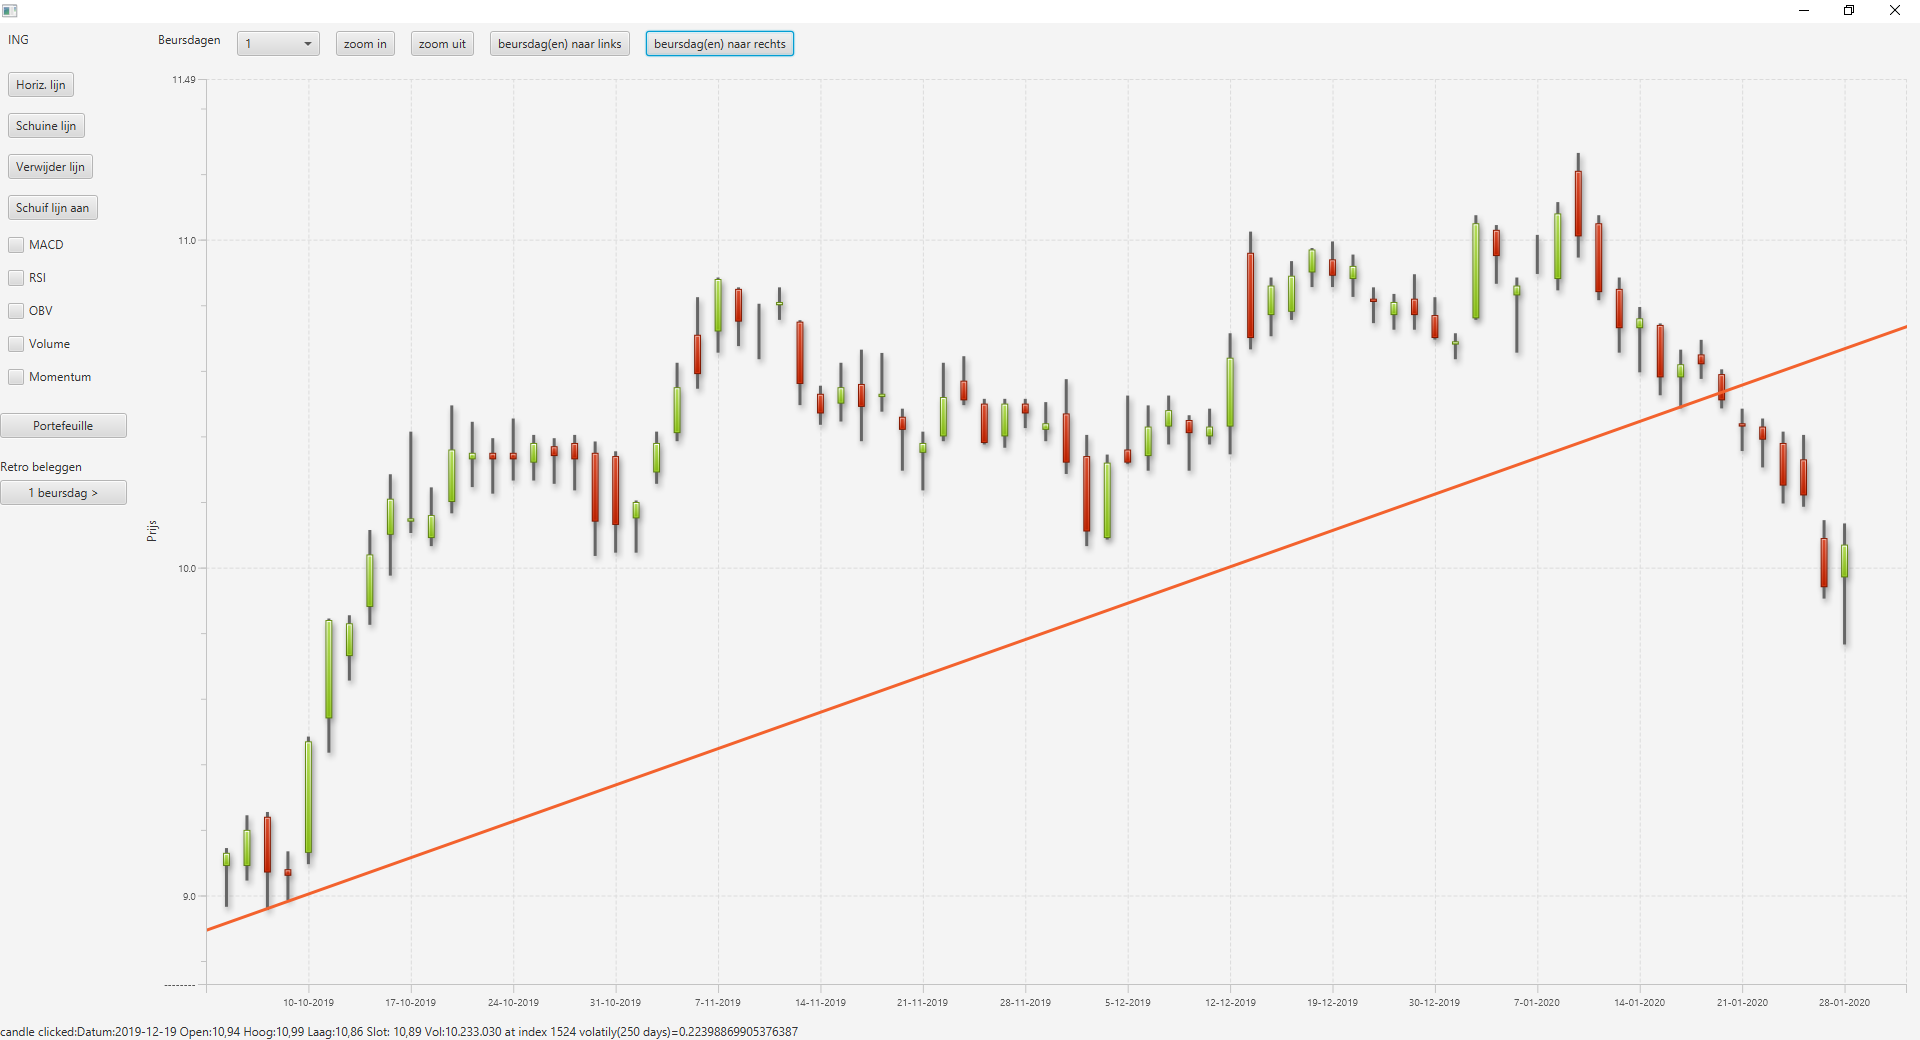 ING
Beursdagen 1 zoom in zoom uit beursdag(en) naar links beursdag(en) naar rechts
Horiz. lijn
Schuine lijn
Verwijder lijn
Schuif lijn aan
MACD
RSI
OBV
Volume
Momentum
Portefeuille
Retro beleggen
1 beursdag >
Prijs
11.49
11.0
10.0
9.0
--------
10-10-2019 17-10-2019 24-10-2019 31-10-2019 7-11-2019 14-11-2019 21-11-2019 28-11-2019 5-12-2019 12-12-2019 19-12-2019 30-12-2019 7-01-2020 14-01-2020 21-01-2020 28-01-2020
candle clicked:Datum:2019-12-19 Open:10,94 Hoog:10,99 Laag:10,86 Slot: 10,89 Vol:10.233.030 at index 1524 volatily(250 days)=0.22398869905376387